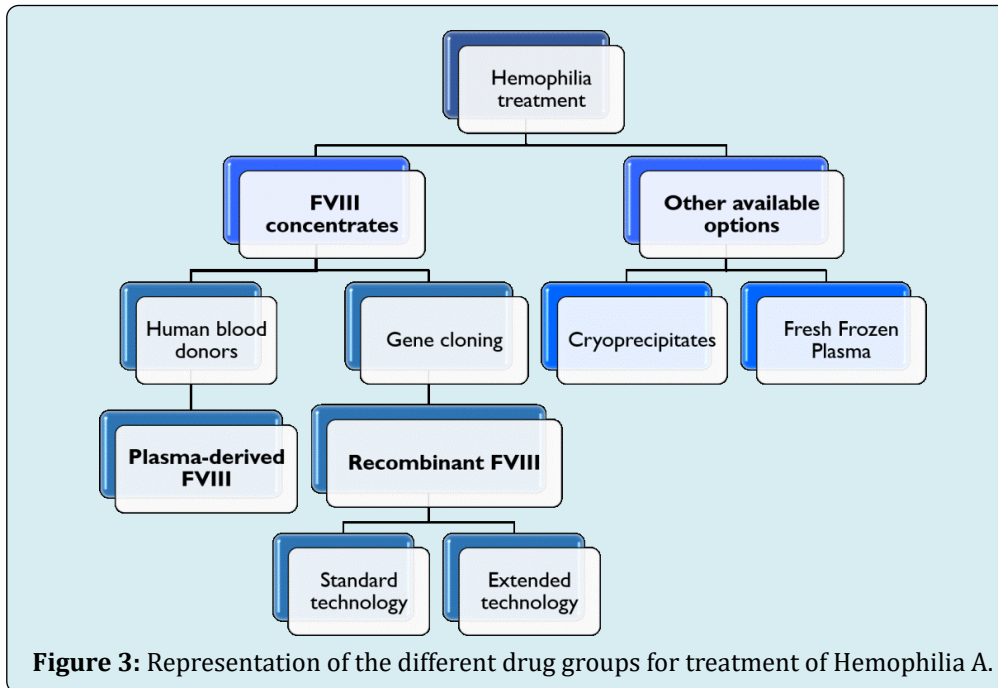 Hemophilia
treatment
FVIII
concentrates
Other available
options
Human blood
donors
Gene cloning
Cryoprecipitates
Fresh Frozen
Plasma
Plasma-derived
FVIII
Recombinant FVIII
Standard
technology
Extended
technology
Figure 3: Representation of the different drug groups for treatment of Hemophilia A.